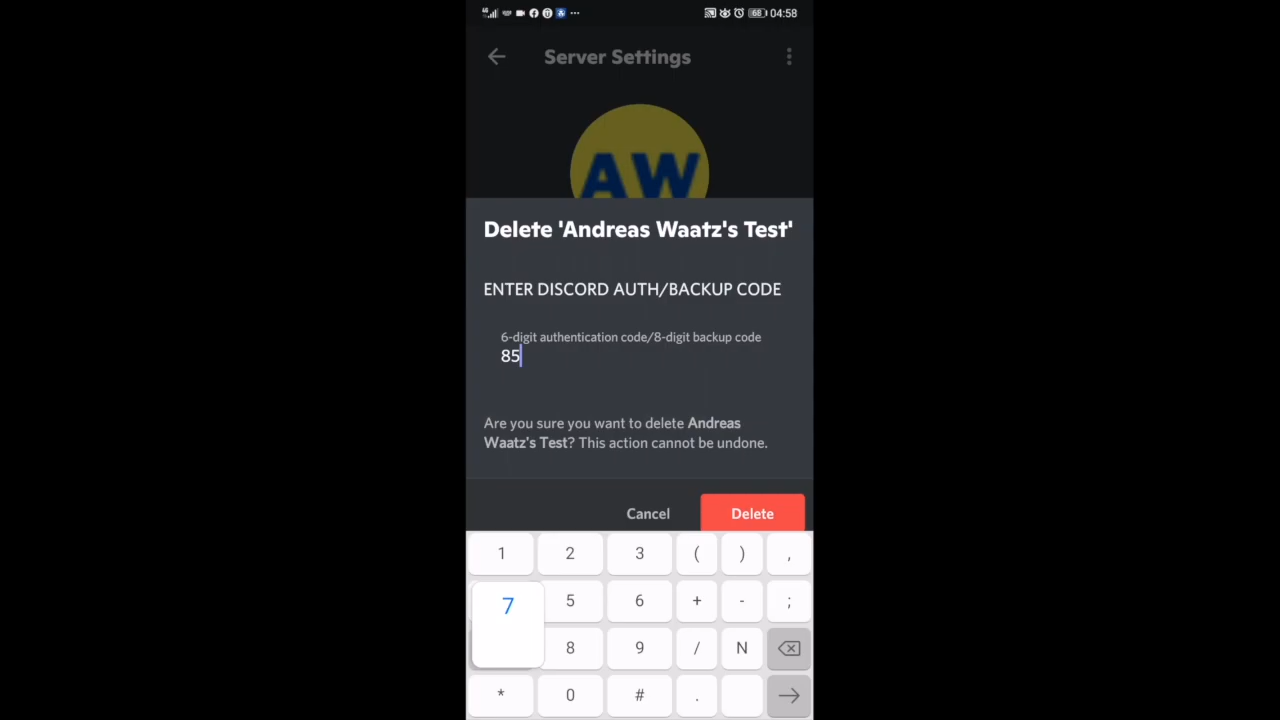 68 04:58
Server Settings
AW
Delete 'Andreas Waatz's Test'
ENTER DISCORD AUTH/BACKUP CODE
6-digit authentication code/8-digit backup code
85
Are you sure you want to delete Andreas
Waatz's Test? This action cannot be undone.
Cancel Delete
1 2 3 ( ) ,
7 5 6 + - ;
8 9 / N
* 0 # .